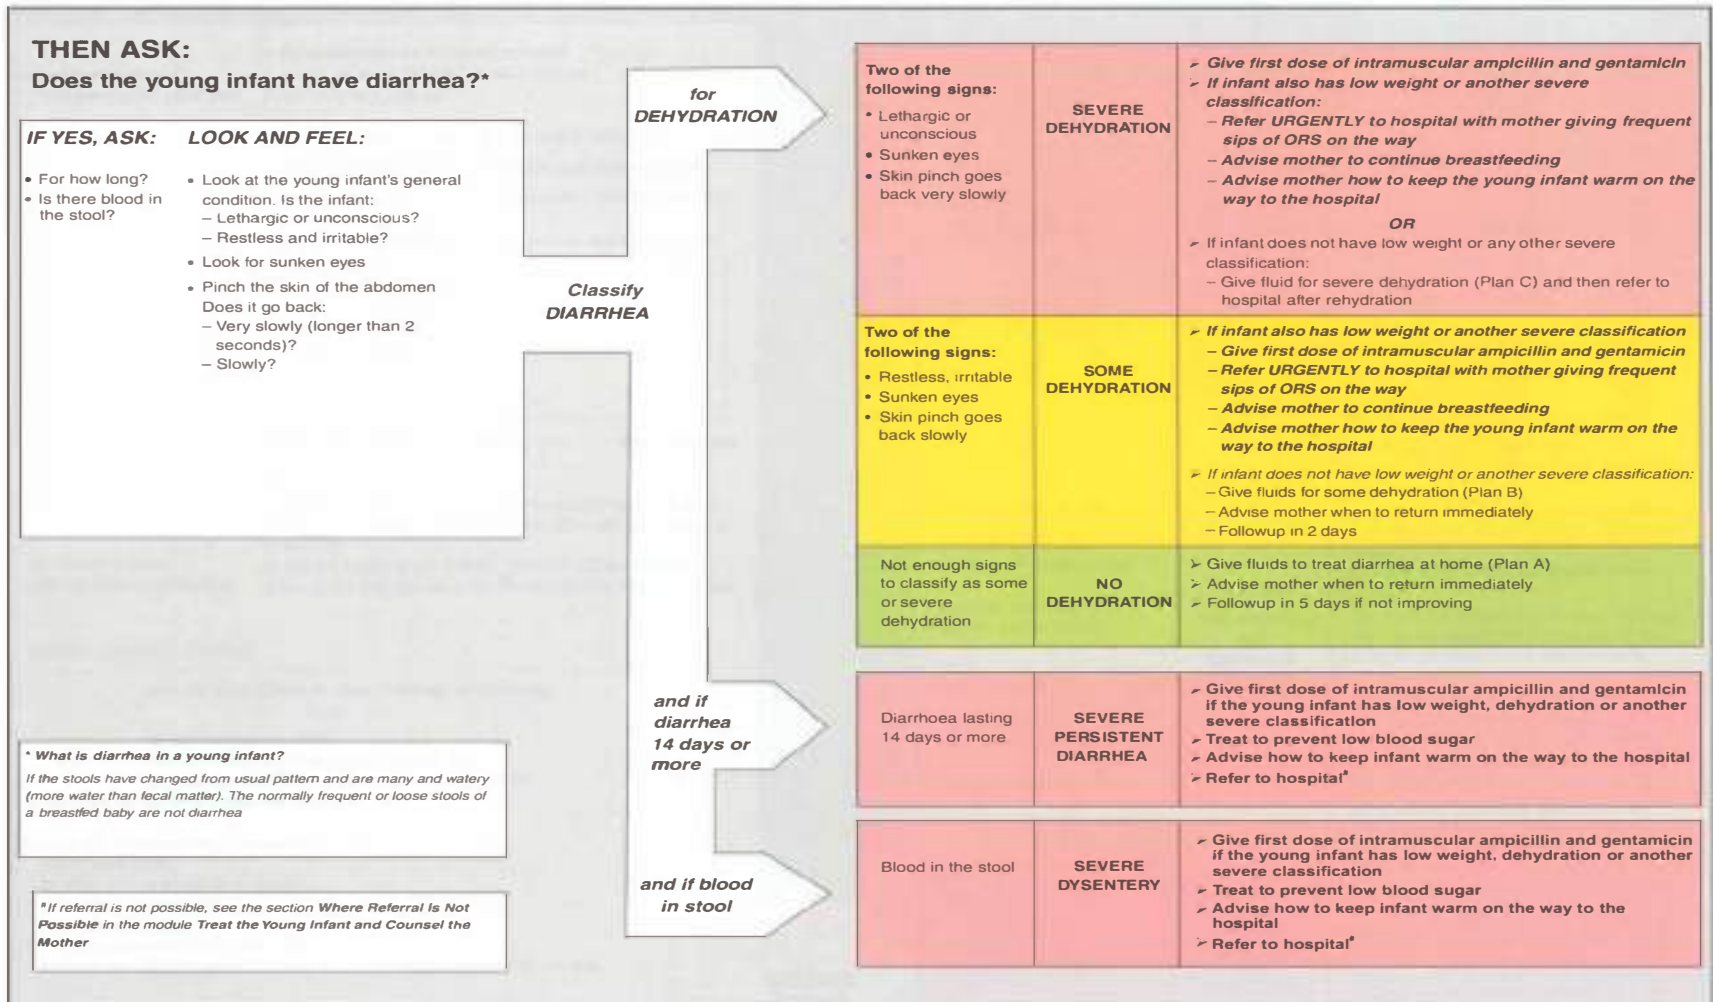 THEN ASK:
Does the young infant have diarrhea?*
IF YES, ASK:
• For how long?
• Is there blood in
the stool?
LOOK AND FEEL:
• Look at the young infant's general
condition. Is the infant:
– Lethargic or unconscious?
– Restless and irritable?
• Look for sunken eyes
• Pinch the skin of the abdomen
Does it go back:
– Very slowly (longer than 2
seconds)?
– Slowly?
Classify
DIARRHEA
for
DEHYDRATION
Two of the
following signs:
• Lethargic or
unconscious
• Sunken eyes
• Skin pinch goes
back very slowly
SEVERE
DEHYDRATION
➢ Give first dose of intramuscular ampicillin and gentamicin
➢ If infant also has low weight or another severe
classification:
– Refer URGENTLY to hospital with mother giving frequent
sips of ORS on the way
– Advise mother to continue breastfeeding
– Advise mother how to keep the young infant warm on the
way to the hospital
OR
➢ If infant does not have low weight or any other severe
classification:
– Give fluid for severe dehydration (Plan C) and then refer to
hospital after rehydration
Two of the
following signs:
• Restless, irritable
• Sunken eyes
• Skin pinch goes
back slowly
SOME
DEHYDRATION
➢ If infant also has low weight or another severe classification
– Give first dose of intramuscular ampicillin and gentamicin
– Refer URGENTLY to hospital with mother giving frequent
sips of ORS on the way
– Advise mother to continue breastfeeding
– Advise mother how to keep the young infant warm on the
way to the hospital
➢ If infant does not have low weight or another severe classification:
– Give fluids for some dehydration (Plan B)
– Advise mother when to return immediately
– Followup in 2 days
Not enough signs
to classify as some
or severe
dehydration
NO
DEHYDRATION
➢ Give fluids to treat diarrhea at home (Plan A)
➢ Advise mother when to return immediately
➢ Followup in 5 days if not improving
and if
diarrhea
14 days or
more
Diarrhoea lasting
14 days or more
SEVERE
PERSISTENT
DIARRHEA
➢ Give first dose of intramuscular ampicillin and gentamicin
if the young infant has low weight, dehydration or another
severe classification
➢ Treat to prevent low blood sugar
➢ Advise how to keep infant warm on the way to the hospital
➢ Refer to hospital#
and if blood
in stool
Blood in the stool
SEVERE
DYSENTERY
➢ Give first dose of intramuscular ampicillin and gentamicin
if the young infant has low weight, dehydration or another
severe classification
➢ Treat to prevent low blood sugar
➢ Advise how to keep infant warm on the way to the
hospital
➢ Refer to hospital#
* What is diarrhea in a young infant?
If the stools have changed from usual pattern and are many and watery
(more water than fecal matter). The normally frequent or loose stools of
a breastfed baby are not diarrhea
# If referral is not possible, see the section Where Referral Is Not
Possible in the module Treat the Young Infant and Counsel the
Mother